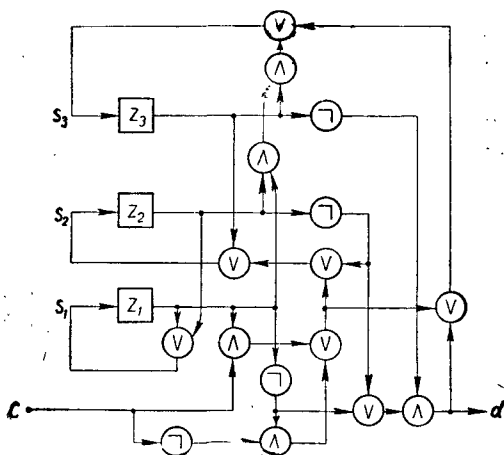 V
Λ
S₃ Z₃ ┐
Λ
S₂ Z₂ ┐
V V
S₁ Z₁ V
V Λ V
┐
C V Λ d
┐ Λ